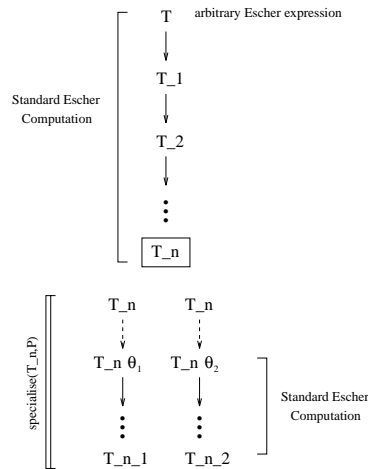 T arbitrary Escher expression
T_1
Standard Escher
Computation
T_2
T_n
specialise(T_n,P)
T_n T_n
T_n θ₁ T_n θ₂
Standard Escher
Computation
T_n_1 T_n_2